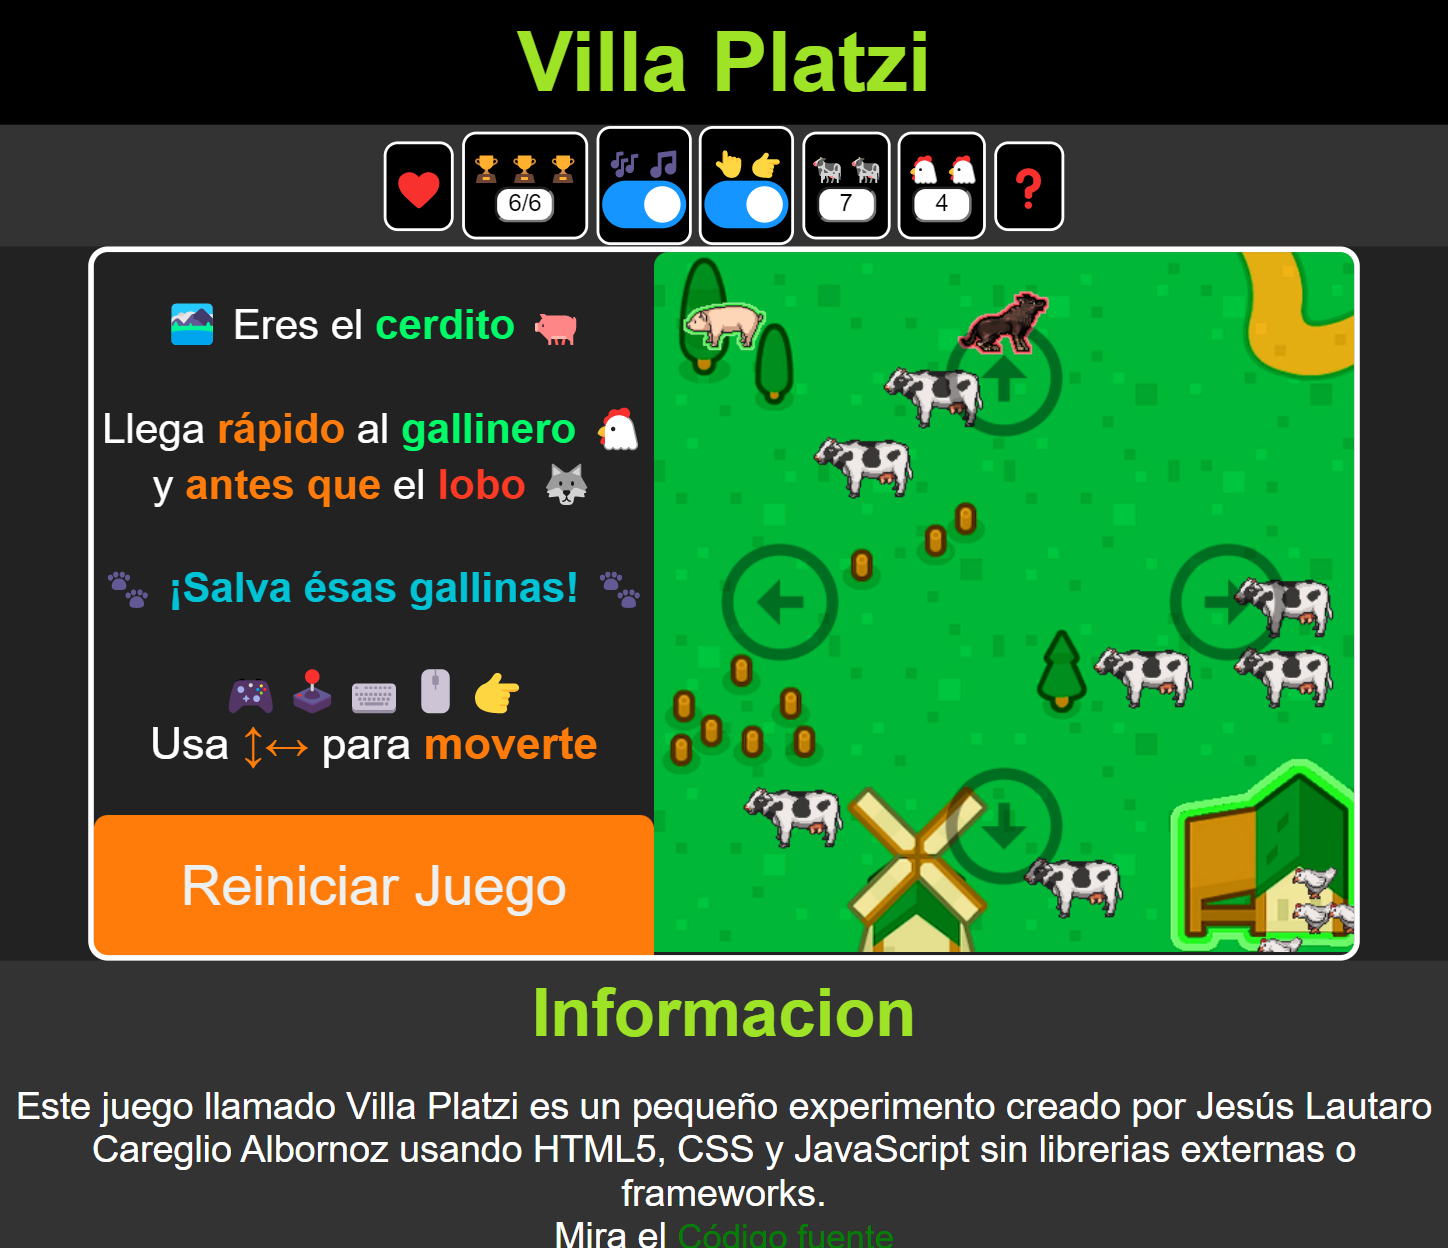 Villa Platzi
6/6
7
4
Eres el cerdito
Llega rápido al gallinero
y antes que el lobo
¡Salva ésas gallinas!
Usa ↕↔ para moverte
Reiniciar Juego
Informacion
Este juego llamado Villa Platzi es un pequeño experimento creado por Jesús Lautaro
Careglio Albornoz usando HTML5, CSS y JavaScript sin librerias externas o
frameworks.
Mira el Código fuente